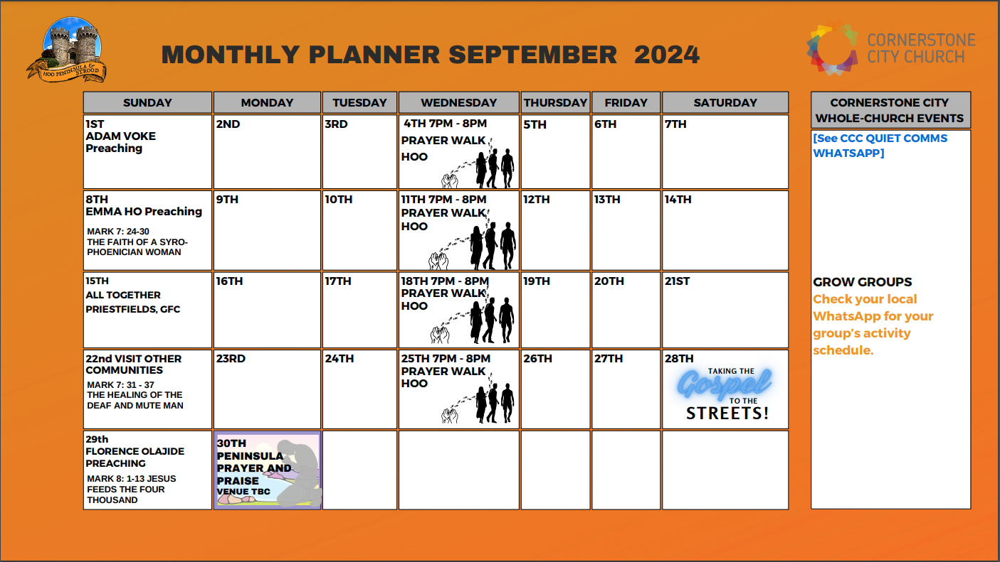 HOO PENINSULA &
STROOD
MONTHLY PLANNER SEPTEMBER 2024
CORNERSTONE
CITY CHURCH
SUNDAY
MONDAY
TUESDAY
WEDNESDAY
THURSDAY
FRIDAY
SATURDAY
1ST
ADAM VOKE
Preaching
2ND
3RD
4TH 7PM - 8PM
PRAYER WALK
HOO
5TH
6TH
7TH
8TH
EMMA HO Preaching
MARK 7: 24-30
THE FAITH OF A SYRO-
PHOENICIAN WOMAN
9TH
10TH
11TH 7PM - 8PM
PRAYER WALK
HOO
12TH
13TH
14TH
15TH
ALL TOGETHER
PRIESTFIELDS, GFC
16TH
17TH
18TH 7PM - 8PM
PRAYER WALK
HOO
19TH
20TH
21ST
22nd VISIT OTHER
COMMUNITIES
MARK 7: 31 - 37
THE HEALING OF THE
DEAF AND MUTE MAN
23RD
24TH
25TH 7PM - 8PM
PRAYER WALK
HOO
26TH
27TH
28TH
TAKING THE
Gospel
TO THE
STREETS!
29th
FLORENCE OLAJIDE
PREACHING
MARK 8: 1-13 JESUS
FEEDS THE FOUR
THOUSAND
30TH
PENINSULA
PRAYER AND
PRAISE
VENUE TBC
CORNERSTONE CITY
WHOLE-CHURCH EVENTS
[See CCC QUIET COMMS
WHATSAPP]
GROW GROUPS
Check your local
WhatsApp for your
group's activity
schedule.